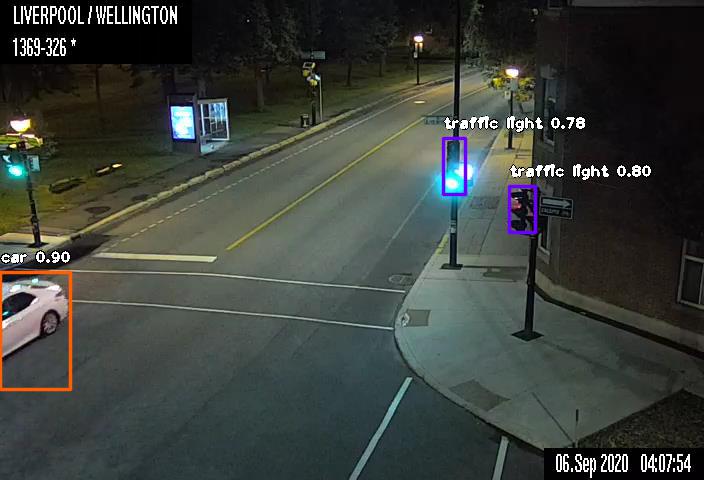 LIVERPOOL / WELLINGTON
1369-326 *
traffic light 0.78
traffic light 0.80
car 0.90
06.Sep 2020 04:07:54